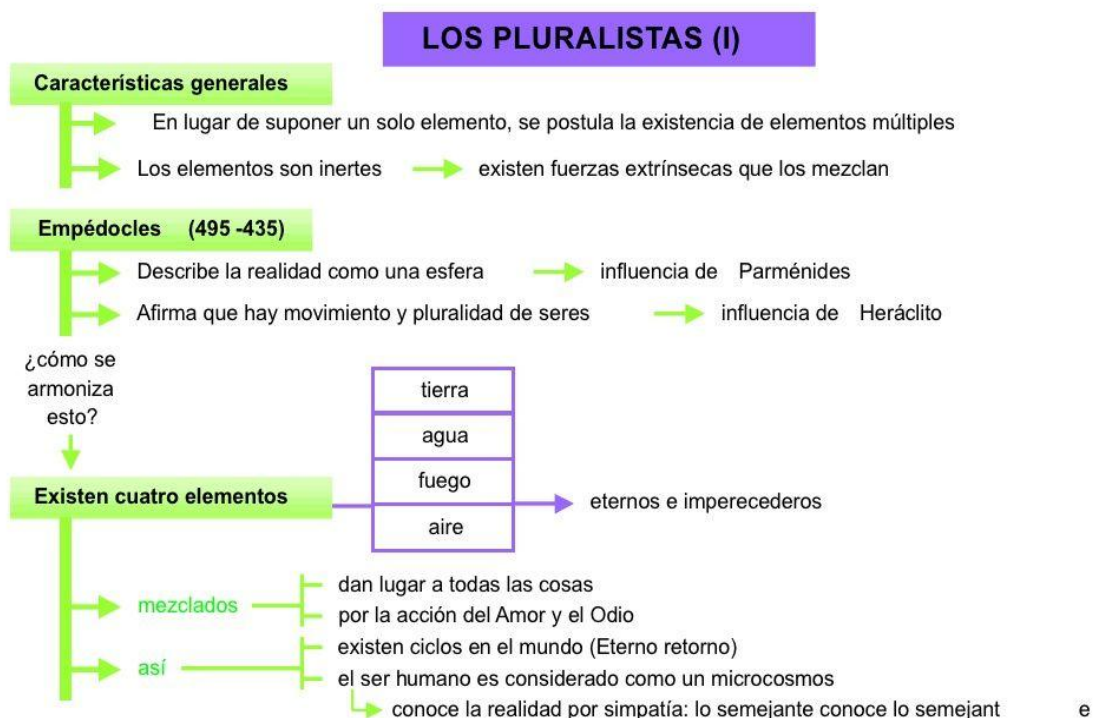 LOS PLURALISTAS (I)
Características generales
En lugar de suponer un solo elemento, se postula la existencia de elementos múltiples
Los elementos son inertes existen fuerzas extrínsecas que los mezclan
Empédocles (495 -435)
Describe la realidad como una esfera influencia de Parménides
Afirma que hay movimiento y pluralidad de seres influencia de Heráclito
¿cómo se
armoniza
esto?
Existen cuatro elementos
tierra
agua
fuego
aire
eternos e imperecederos
mezclados
dan lugar a todas las cosas
por la acción del Amor y el Odio
así
existen ciclos en el mundo (Eterno retorno)
el ser humano es considerado como un microcosmos
conoce la realidad por simpatía: lo semejante conoce lo semejant e